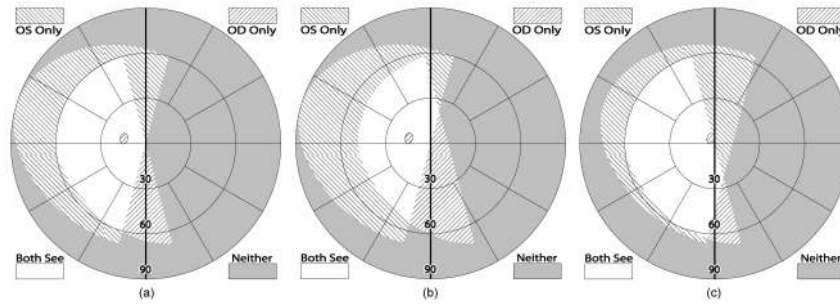 OS Only
OD Only
30
60
Both See
Neither
90
(a)
OS Only
OD Only
30
60
Both See
Neither
90
(b)
OS Only
OD Only
30
60
Both See
Neither
90
(c)